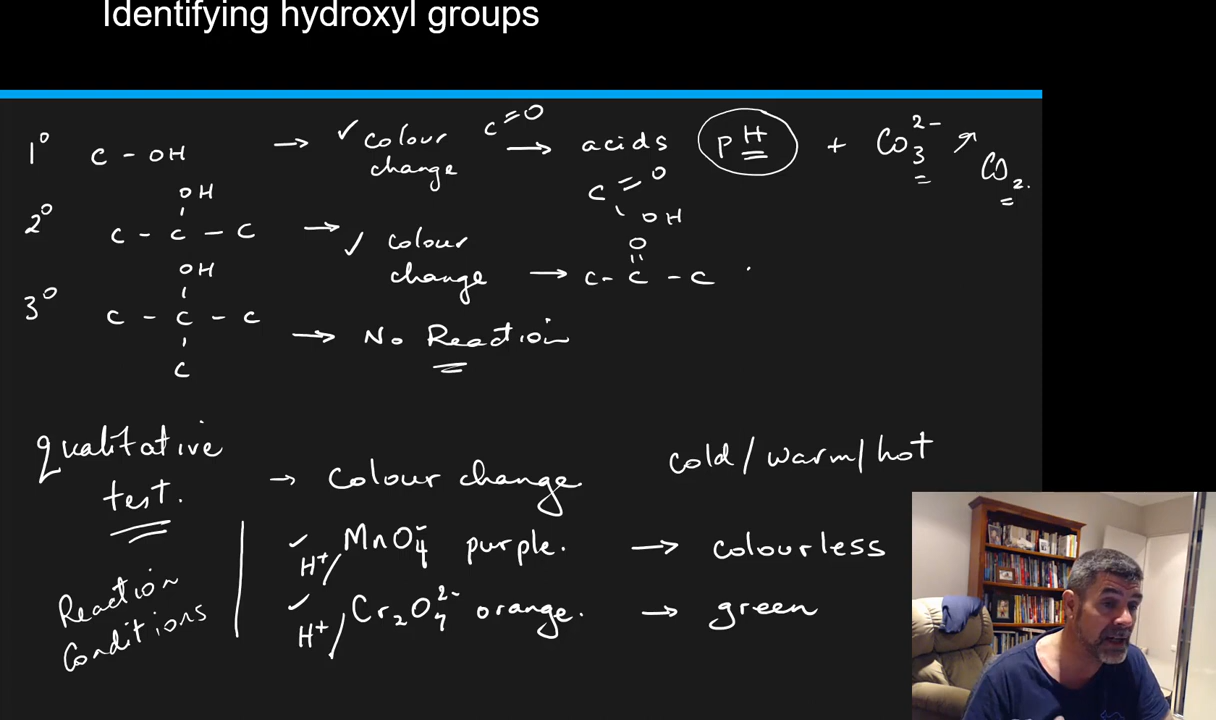 Identifying hydroxyl groups
1° C - OH → ✓ colour change C=O → acids pH + CO3^2- ↗ CO2.
C=O
OH
2° OH
C - C - C → ✓ colour change → C - C - C
O
3° OH
C - C - C → No Reaction
C
qualitative test. → colour change cold/warm/hot
Reaction Conditions
✓ H+/MnO4^- purple. → colourless
✓ H+/Cr2O7^2- orange. → green